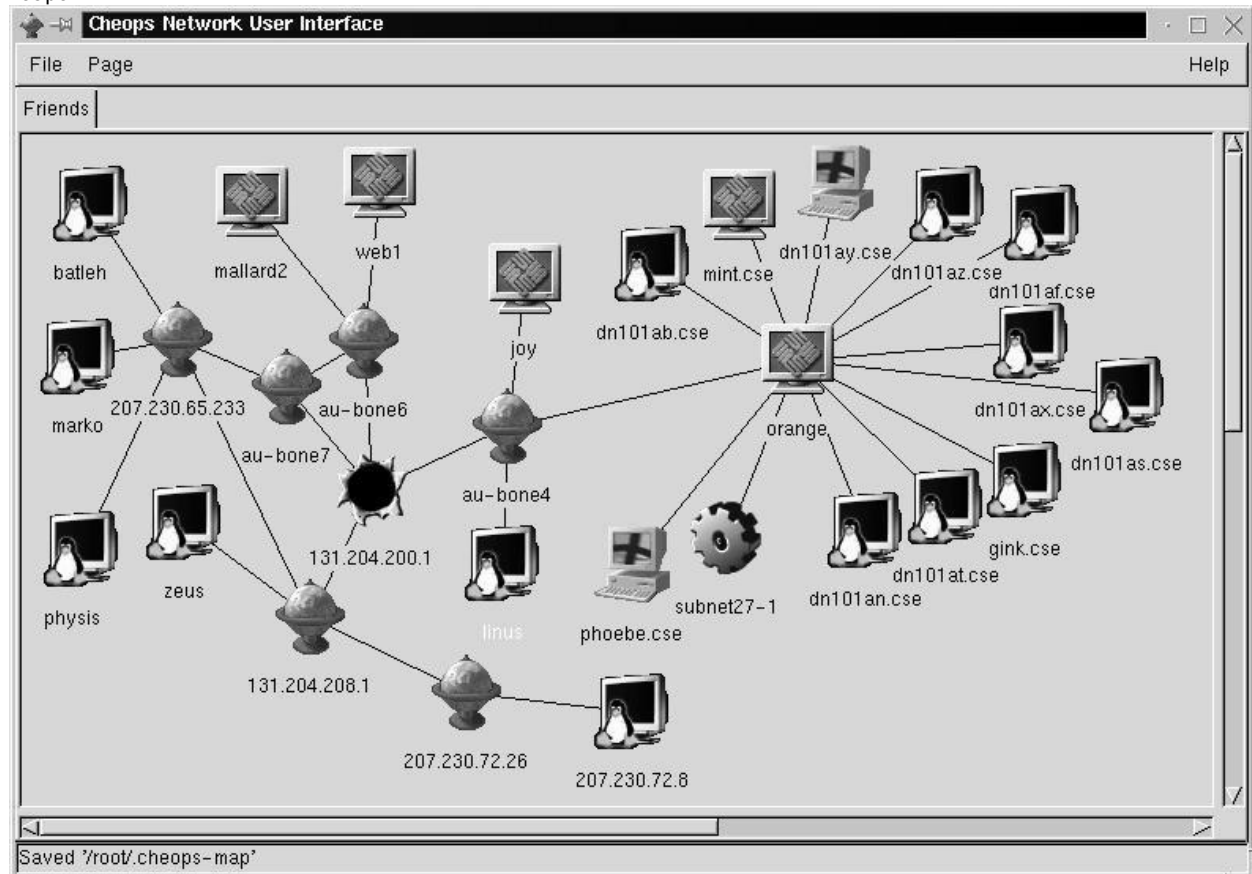 Cheops Network User Interface
File Page Help
Friends
batleh
mallard2
web1
mint.cse
dn101ay.cse
dn101az.cse
dn101af.cse
dn101ab.cse
joy
marko
207.230.65.233
au-bone6
au-bone7
orange
dn101ax.cse
dn101as.cse
au-bone4
131.204.200.1
gink.cse
dn101at.cse
dn101an.cse
subnet27-1
phoebe.cse
zeus
physis
linus
131.204.208.1
207.230.72.26
207.230.72.8
Saved '/root/.cheops-map'